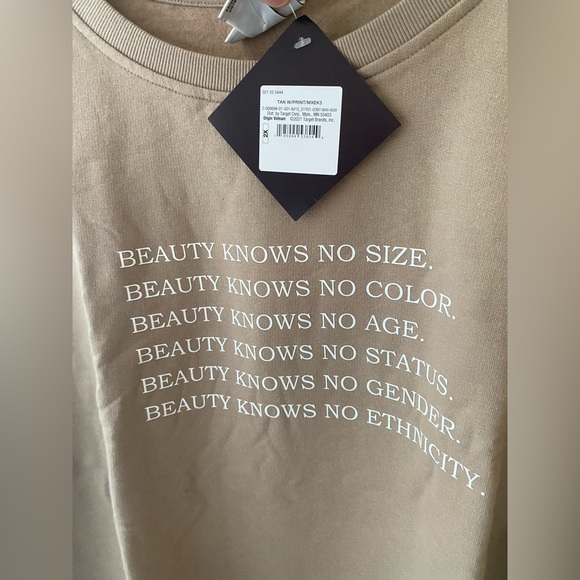 TAN W/PRINT/NIXEK3
Dist. by Target Corp., Mpls., MN 55403
Origin: Vietnam ©2021 Target Brands, Inc.
2X
BEAUTY KNOWS NO SIZE.
BEAUTY KNOWS NO COLOR.
BEAUTY KNOWS NO AGE.
BEAUTY KNOWS NO STATUS.
BEAUTY KNOWS NO GENDER.
BEAUTY KNOWS NO ETHNICITY.